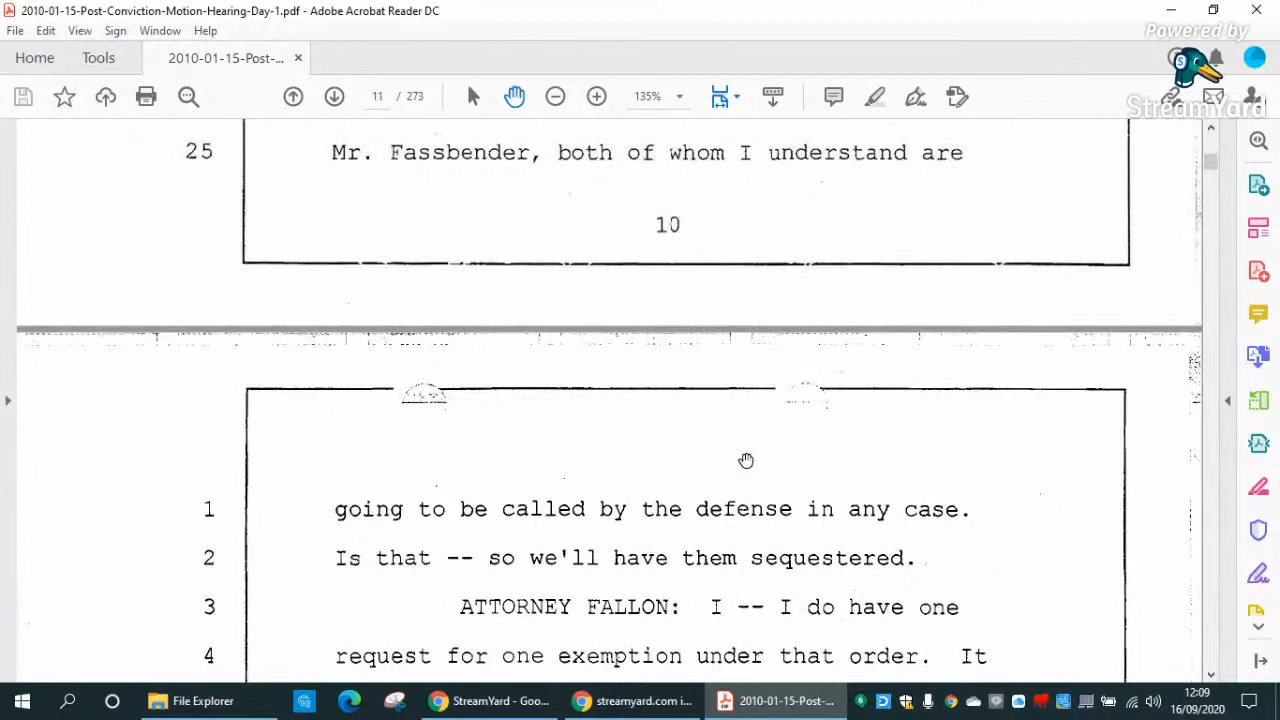 2010-01-15-Post-Conviction-Motion-Hearing-Day-1.pdf - Adobe Acrobat Reader DC
File Edit View Sign Window Help
Powered by
Home Tools 2010-01-15-Post-...
11 / 273 135%
StreamYard
25 Mr. Fassbender, both of whom I understand are
10
1 going to be called by the defense in any case.
2 Is that -- so we'll have them sequestered.
3 ATTORNEY FALLON: I -- I do have one
4 request for one exemption under that order. It
File Explorer StreamYard - Goo... streamyard.com i... 2010-01-15-Post-...
12:09
16/09/2020